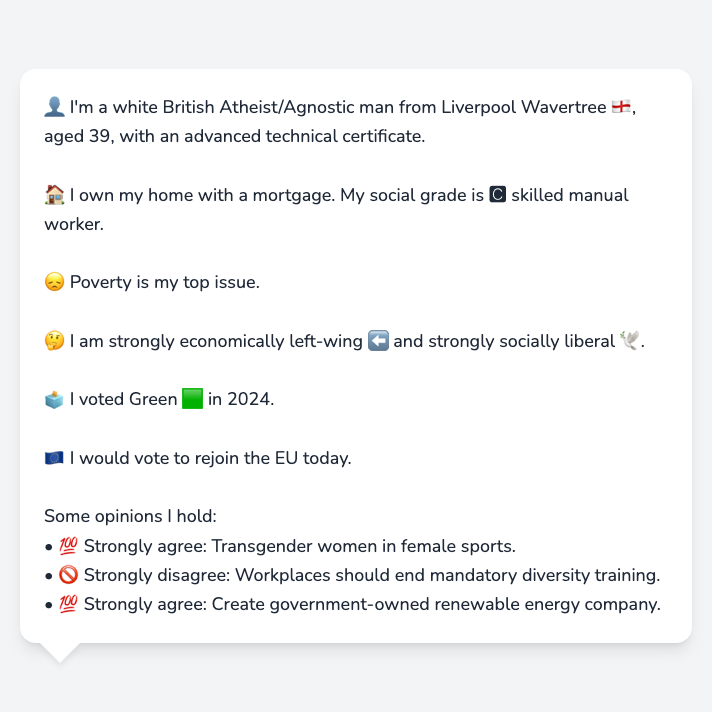 👤 I'm a white British Atheist/Agnostic man from Liverpool Wavertree 🏴󠁧󠁢󠁥󠁮󠁧󠁿,
aged 39, with an advanced technical certificate.
🏠 I own my home with a mortgage. My social grade is 🅲 skilled manual
worker.
😞 Poverty is my top issue.
🤔 I am strongly economically left-wing ⬅️ and strongly socially liberal 🕊️.
🗳️ I voted Green 🟩 in 2024.
🇪🇺 I would vote to rejoin the EU today.
Some opinions I hold:
• 💯 Strongly agree: Transgender women in female sports.
• 🚫 Strongly disagree: Workplaces should end mandatory diversity training.
• 💯 Strongly agree: Create government-owned renewable energy company.